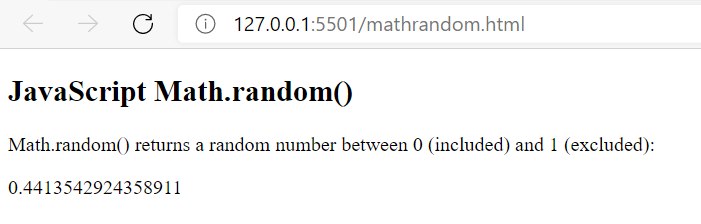 127.0.0.1:5501/mathrandom.html
JavaScript Math.random()
Math.random() returns a random number between 0 (included) and 1 (excluded):
0.4413542924358911